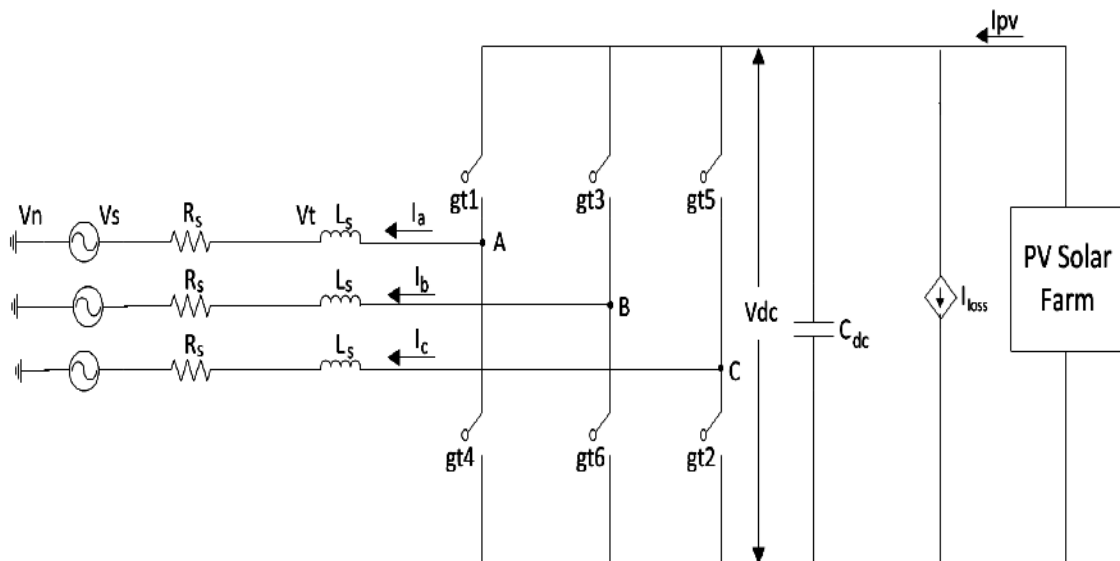 Ipv
gt1
gt3
gt5
Vn
Vs
Rs
Vt
Ls
Ia
A
Rs
Ls
Ib
B
Rs
Ls
Ic
C
Vdc
Cdc
Iloss
PV Solar
Farm
gt4
gt6
gt2